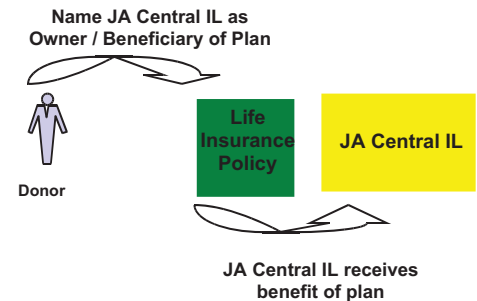 Name JA Central IL as
Owner / Beneficiary of Plan
Life
Insurance
Policy
JA Central IL
Donor
JA Central IL receives
benefit of plan